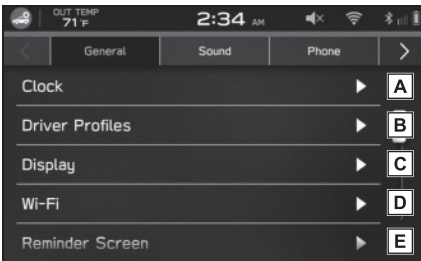 OUT TEMP
71°F
2:34 AM
General Sound Phone
Clock A
Driver Profiles B
Display C
Wi-Fi D
Reminder Screen E